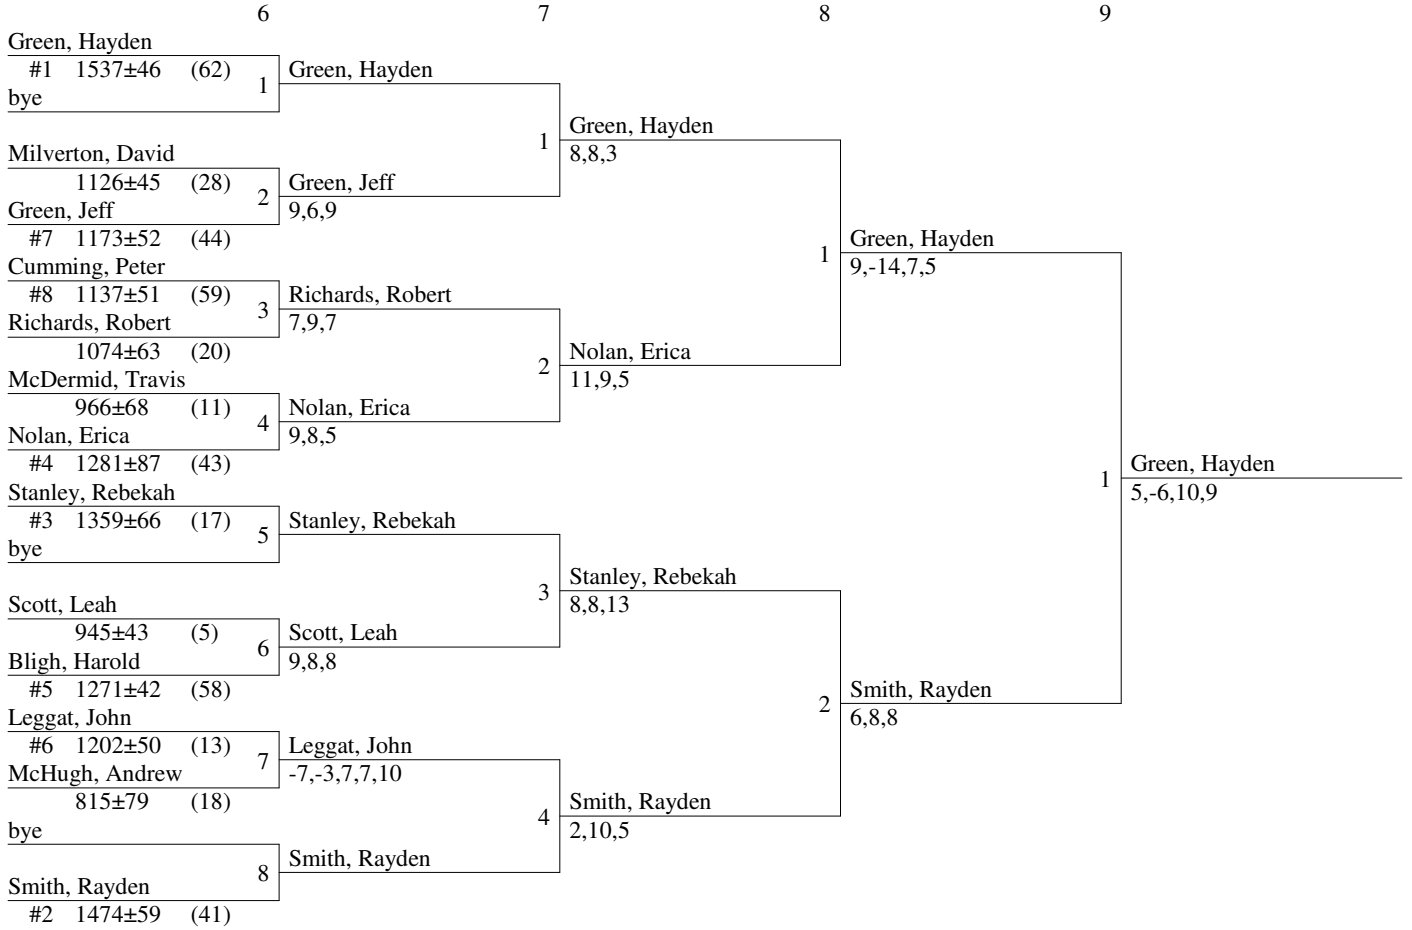 6 7 8 9
Green, Hayden
#1 1537±46 (62)
1 Green, Hayden
bye
1 Green, Hayden
8,8,3
Milverton, David
1126±45 (28)
2 Green, Jeff
9,6,9
Green, Jeff
#7 1173±52 (44)
1 Green, Hayden
9,-14,7,5
Cumming, Peter
#8 1137±51 (59)
3 Richards, Robert
7,9,7
Richards, Robert
1074±63 (20)
2 Nolan, Erica
11,9,5
McDermid, Travis
966±68 (11)
4 Nolan, Erica
9,8,5
Nolan, Erica
#4 1281±87 (43)
1 Green, Hayden
5,-6,10,9
Stanley, Rebekah
#3 1359±66 (17)
5 Stanley, Rebekah
bye
3 Stanley, Rebekah
8,8,13
Scott, Leah
945±43 (5)
6 Scott, Leah
9,8,8
Bligh, Harold
#5 1271±42 (58)
2 Smith, Rayden
6,8,8
Leggat, John
#6 1202±50 (13)
7 Leggat, John
-7,-3,7,7,10
McHugh, Andrew
815±79 (18)
4 Smith, Rayden
2,10,5
bye
8 Smith, Rayden
Smith, Rayden
#2 1474±59 (41)